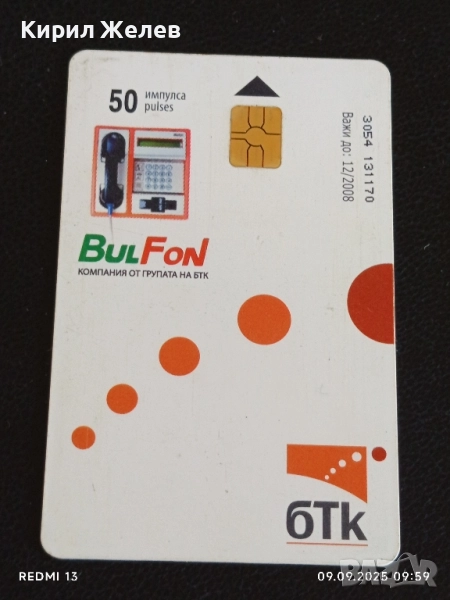 Кирил Желев
50 импулса
pulses
3054 131170
Важи до: 12/2008
BULFON
КОМПАНИЯ ОТ ГРУПАТА НА БТК
бТк
REDMI 13
09.09.2025 09:59
BAZAR